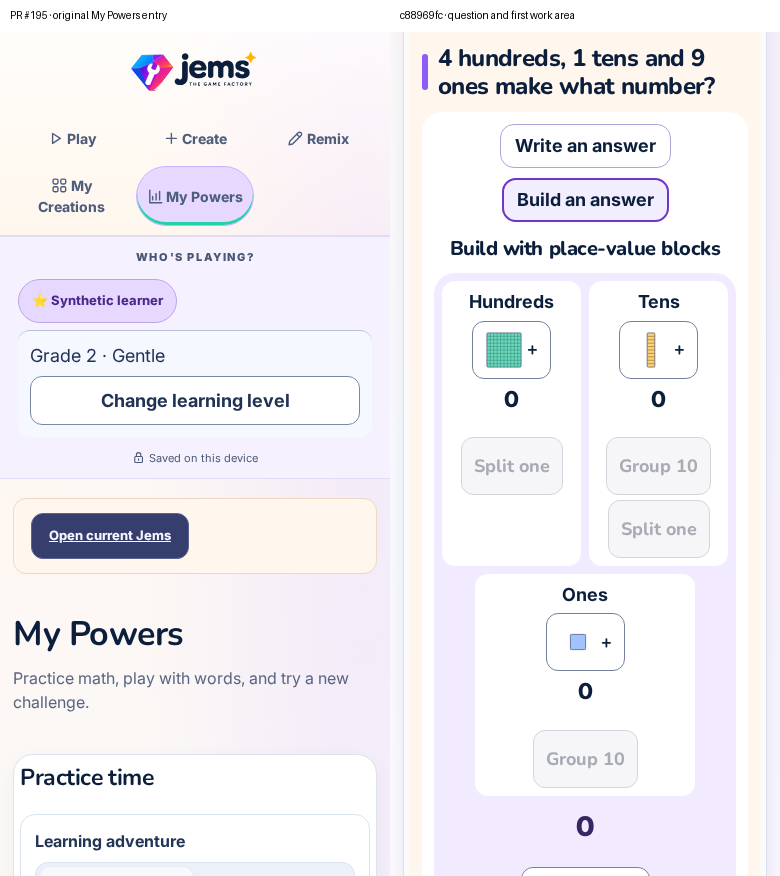 PR #195 · original My Powers entry
jems
THE GAME FACTORY
Play
Create
Remix
My
Creations
My Powers
WHO'S PLAYING?
⭐ Synthetic learner
Grade 2 · Gentle
Change learning level
Saved on this device
Open current Jems
My Powers
Practice math, play with words, and try a new
challenge.
Practice time
Learning adventure
c88969fc · question and first work area
4 hundreds, 1 tens and 9
ones make what number?
Write an answer
Build an answer
Build with place-value blocks
Hundreds
+
0
Split one
Tens
+
0
Group 10
Split one
Ones
+
0
Group 10
0